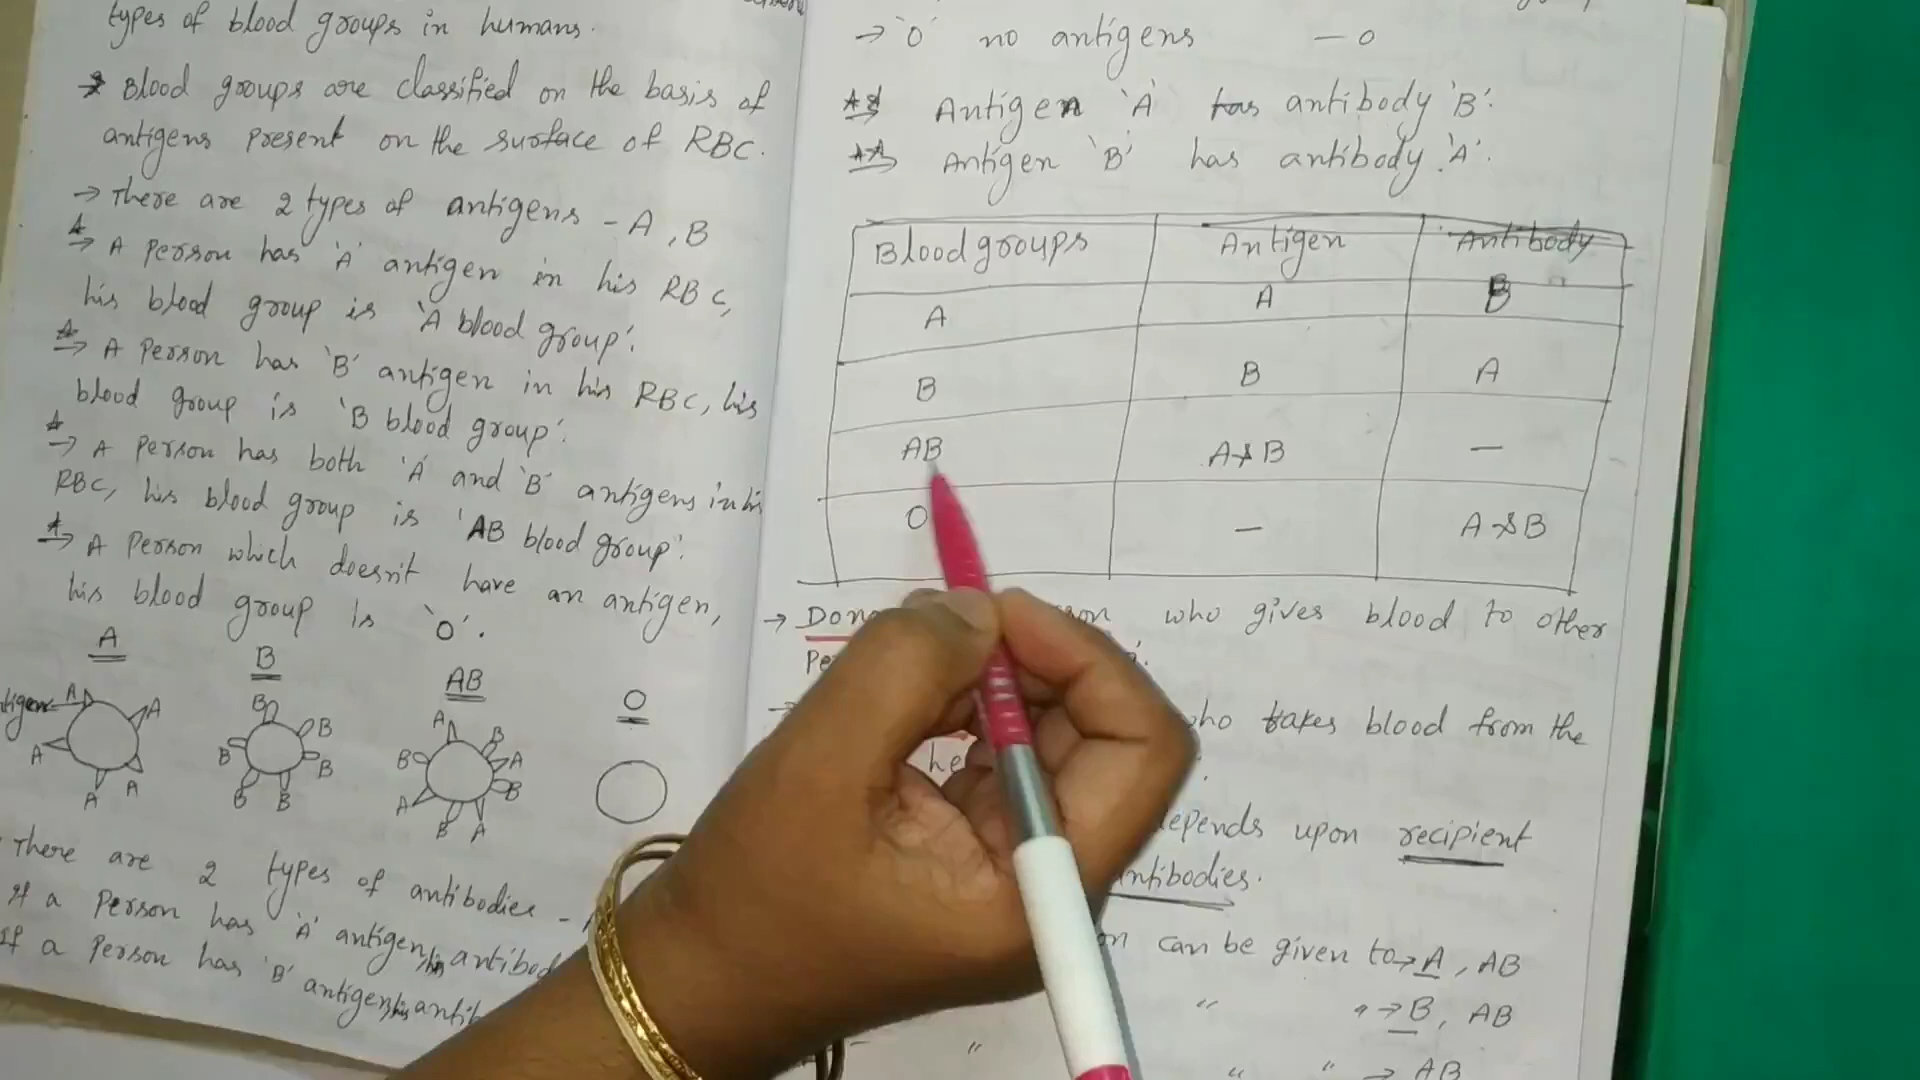 types of blood groups in humans.
→ Blood groups are classified on the basis of
antigens present on the surface of RBC.
→ There are 2 types of antigens - A, B
→ A person has 'A' antigen in his RBC,
his blood group is 'A blood group'.
→ A person has 'B' antigen in his RBC, his
blood group is 'B blood group'.
→ A person has both 'A' and 'B' antigens in his
RBC, his blood group is 'AB blood group'.
→ A person which doesn't have an antigen,
his blood group is 'O'.
A B AB O
A A A A A
B B B B B B
A B A B A B A B
There are 2 types of antibodies -
If a person has 'A' antigen, his
If a person has 'B' antigen, his
→ 'O' no antigens - O
→ Antigen 'A' has antibody 'B'.
→ Antigen 'B' has antibody 'A'.
Blood groups Antigen Antibody
A A B
B B A
AB A & B -
O - A & B
→ who gives blood to other
takes blood from the
he
depends upon recipient
antibodies.
can be given to → A, AB
" " → B, AB
" " " → AB